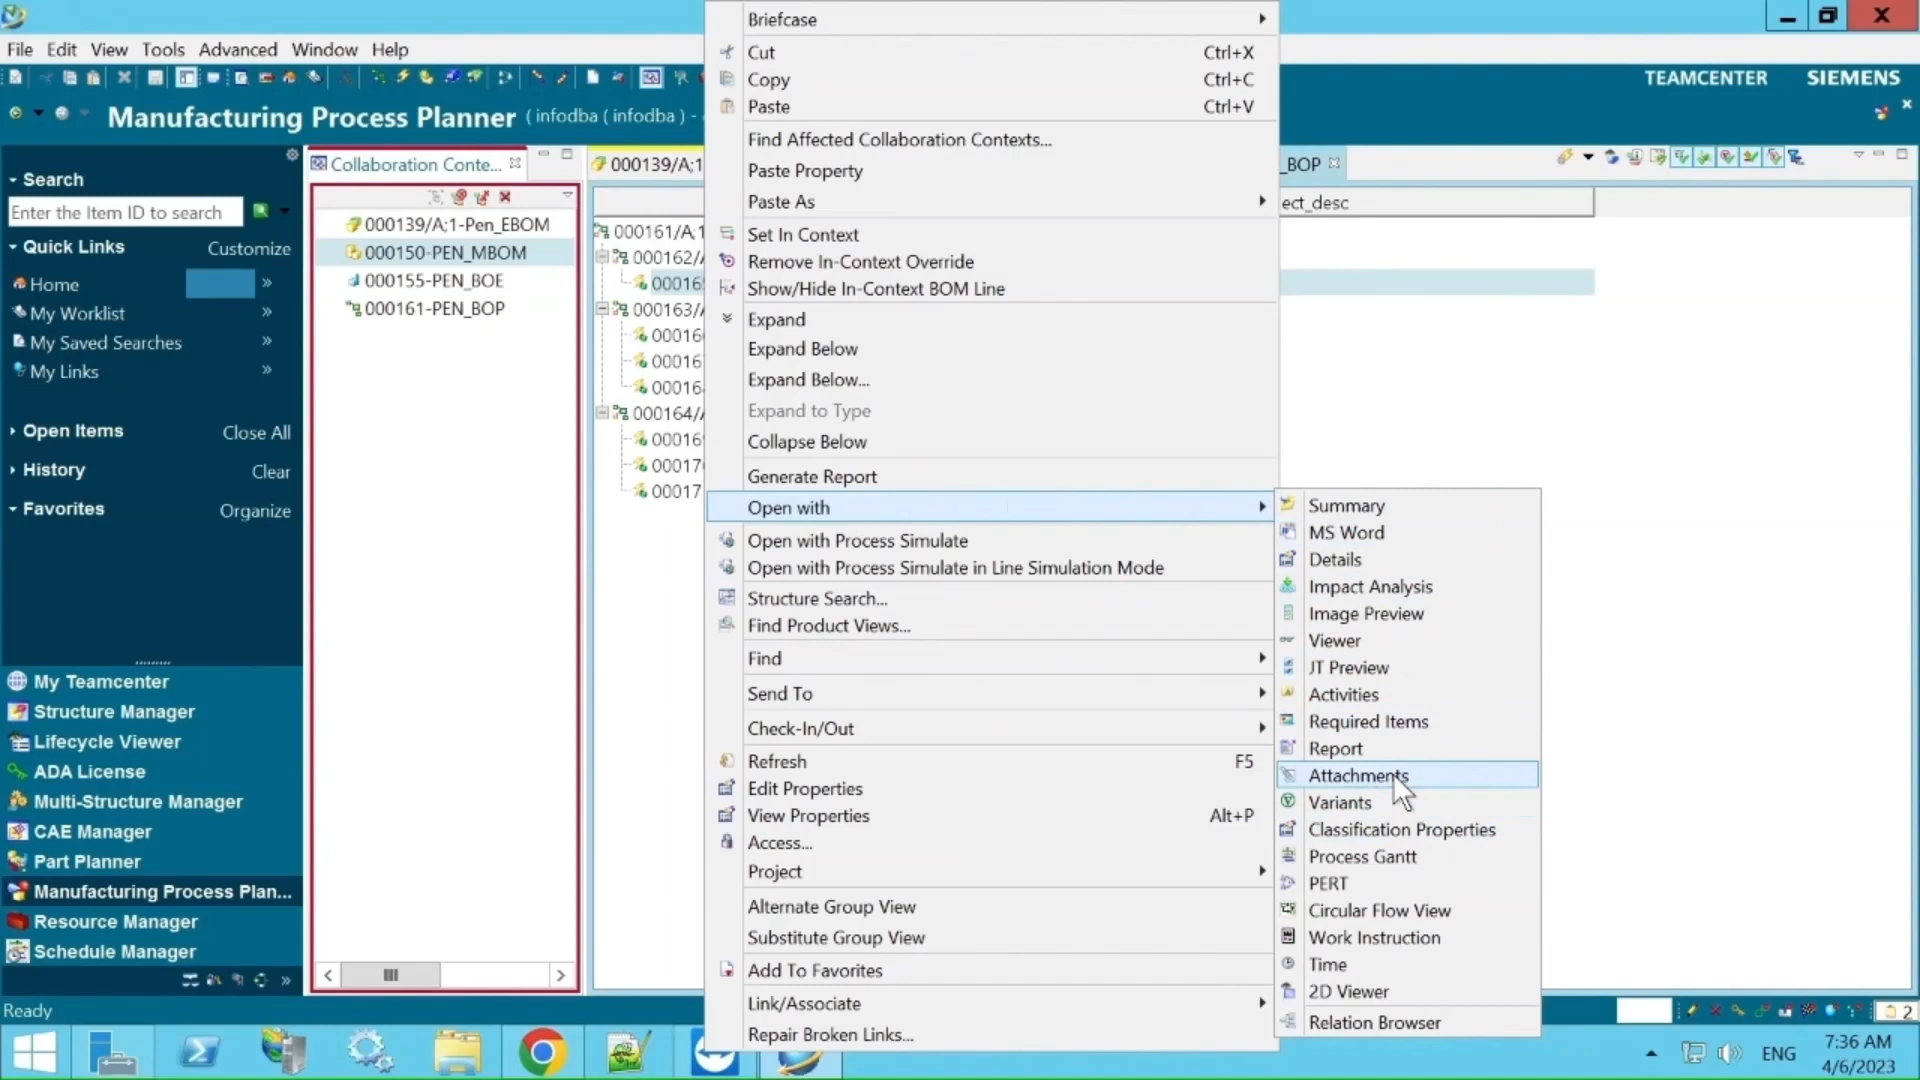 File Edit View Tools Advanced Window Help
TEAMCENTER SIEMENS
Manufacturing Process Planner ( infodba ( infodba ) -
Search
Enter the Item ID to search
Quick Links Customize
Home
My Worklist
My Saved Searches
My Links
Open Items Close All
History Clear
Favorites Organize
My Teamcenter
Structure Manager
Lifecycle Viewer
ADA License
Multi-Structure Manager
CAE Manager
Part Planner
Manufacturing Process Plan...
Resource Manager
Schedule Manager
Ready
Collaboration Conte...
000139/A;1-Pen_EBOM
000150-PEN_MBOM
000155-PEN_BOE
000161-PEN_BOP
000139/A;1
_BOP
ect_desc
000161/A;1
000162/
000163/
000164/
Briefcase
Cut Ctrl+X
Copy Ctrl+C
Paste Ctrl+V
Find Affected Collaboration Contexts...
Paste Property
Paste As
Set In Context
Remove In-Context Override
Show/Hide In-Context BOM Line
Expand
Expand Below
Expand Below...
Expand to Type
Collapse Below
Generate Report
Open with
Open with Process Simulate
Open with Process Simulate in Line Simulation Mode
Structure Search...
Find Product Views...
Find
Send To
Check-In/Out
Refresh F5
Edit Properties
View Properties Alt+P
Access...
Project
Alternate Group View
Substitute Group View
Add To Favorites
Link/Associate
Repair Broken Links...
Summary
MS Word
Details
Impact Analysis
Image Preview
Viewer
JT Preview
Activities
Required Items
Report
Attachments
Variants
Classification Properties
Process Gantt
PERT
Circular Flow View
Work Instruction
Time
2D Viewer
Relation Browser
2
ENG
7:36 AM
4/6/2023